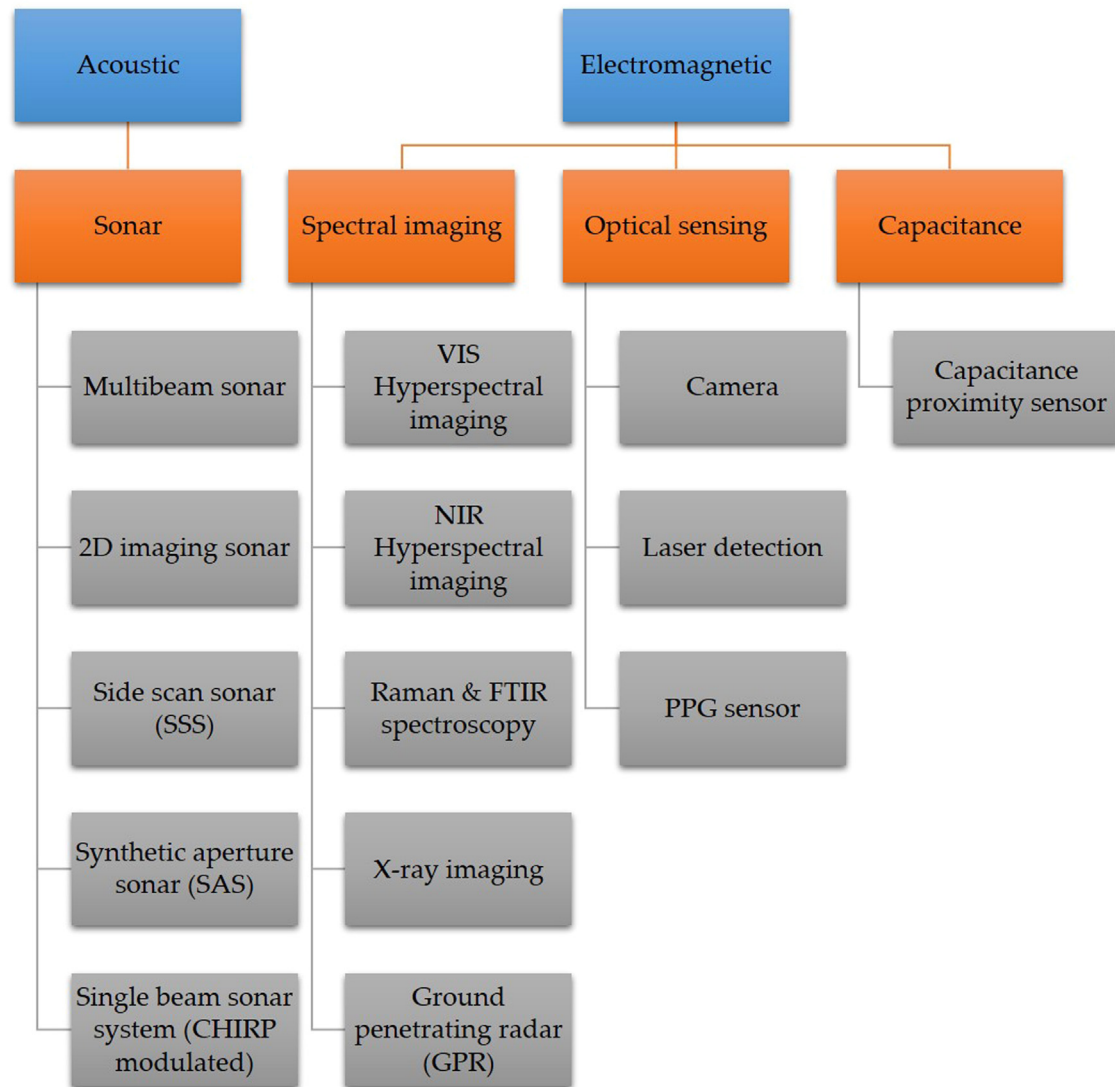 Acoustic
Electromagnetic
Sonar
Spectral imaging
Optical sensing
Capacitance
Multibeam sonar
2D imaging sonar
Side scan sonar
(SSS)
Synthetic aperture
sonar (SAS)
Single beam sonar
system (CHIRP
modulated)
VIS
Hyperspectral
imaging
NIR
Hyperspectral
imaging
Raman & FTIR
spectroscopy
X-ray imaging
Ground
penetrating radar
(GPR)
Camera
Laser detection
PPG sensor
Capacitance
proximity sensor